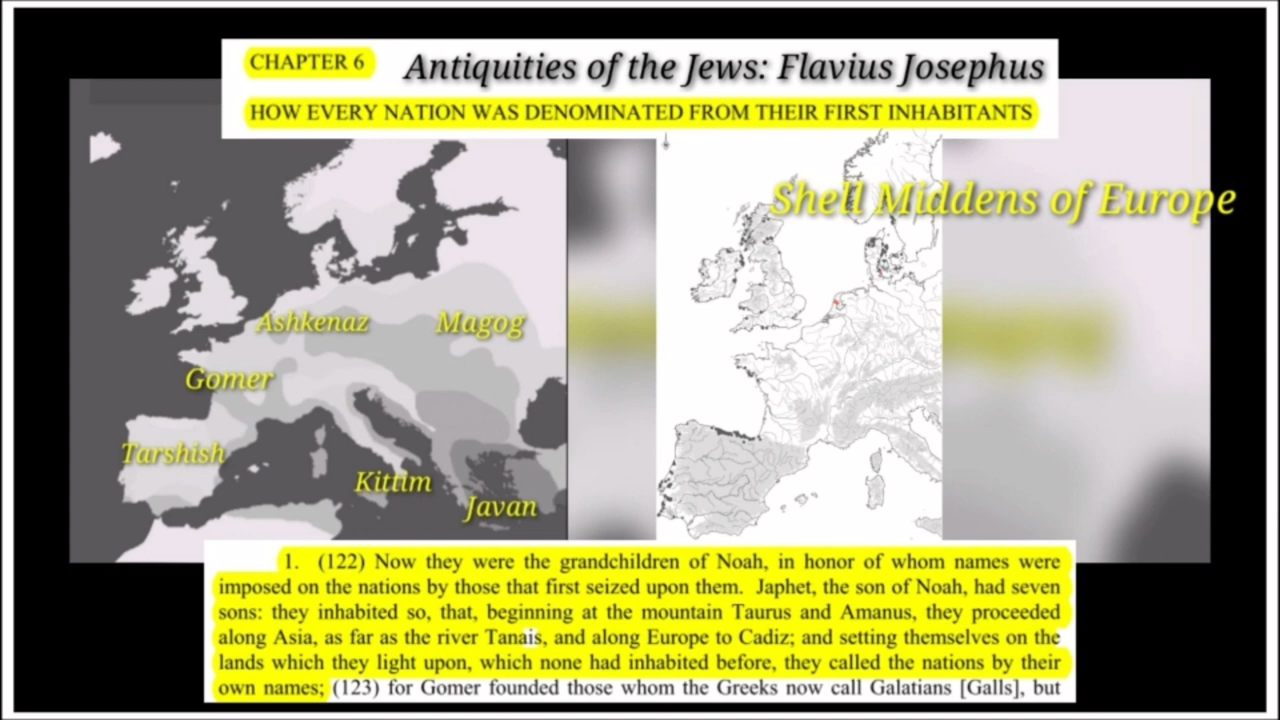 CHAPTER 6
Antiquities of the Jews: Flavius Josephus
HOW EVERY NATION WAS DENOMINATED FROM THEIR FIRST INHABITANTS
Shell Middens of Europe
Ashkenaz
Magog
Gomer
Tarshish
Kittim
Javan
1. (122) Now they were the grandchildren of Noah, in honor of whom names were
imposed on the nations by those that first seized upon them. Japhet, the son of Noah, had seven
sons: they inhabited so, that, beginning at the mountain Taurus and Amanus, they proceeded
along Asia, as far as the river Tanais, and along Europe to Cadiz; and setting themselves on the
lands which they light upon, which none had inhabited before, they called the nations by their
own names; (123) for Gomer founded those whom the Greeks now call Galatians [Galls], but